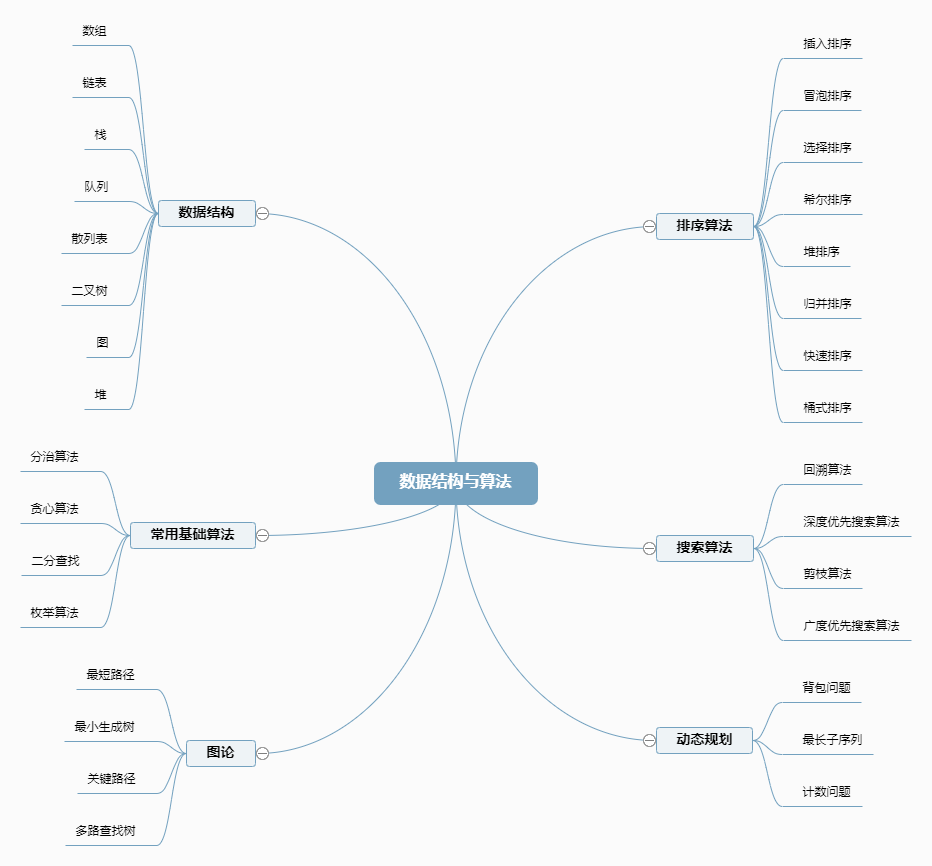 数据结构与算法
数据结构
数组
链表
栈
队列
散列表
二叉树
图
堆
常用基础算法
分治算法
贪心算法
二分查找
枚举算法
图论
最短路径
最小生成树
关键路径
多路查找树
排序算法
插入排序
冒泡排序
选择排序
希尔排序
堆排序
归并排序
快速排序
桶式排序
搜索算法
回溯算法
深度优先搜索算法
剪枝算法
广度优先搜索算法
动态规划
背包问题
最长子序列
计数问题